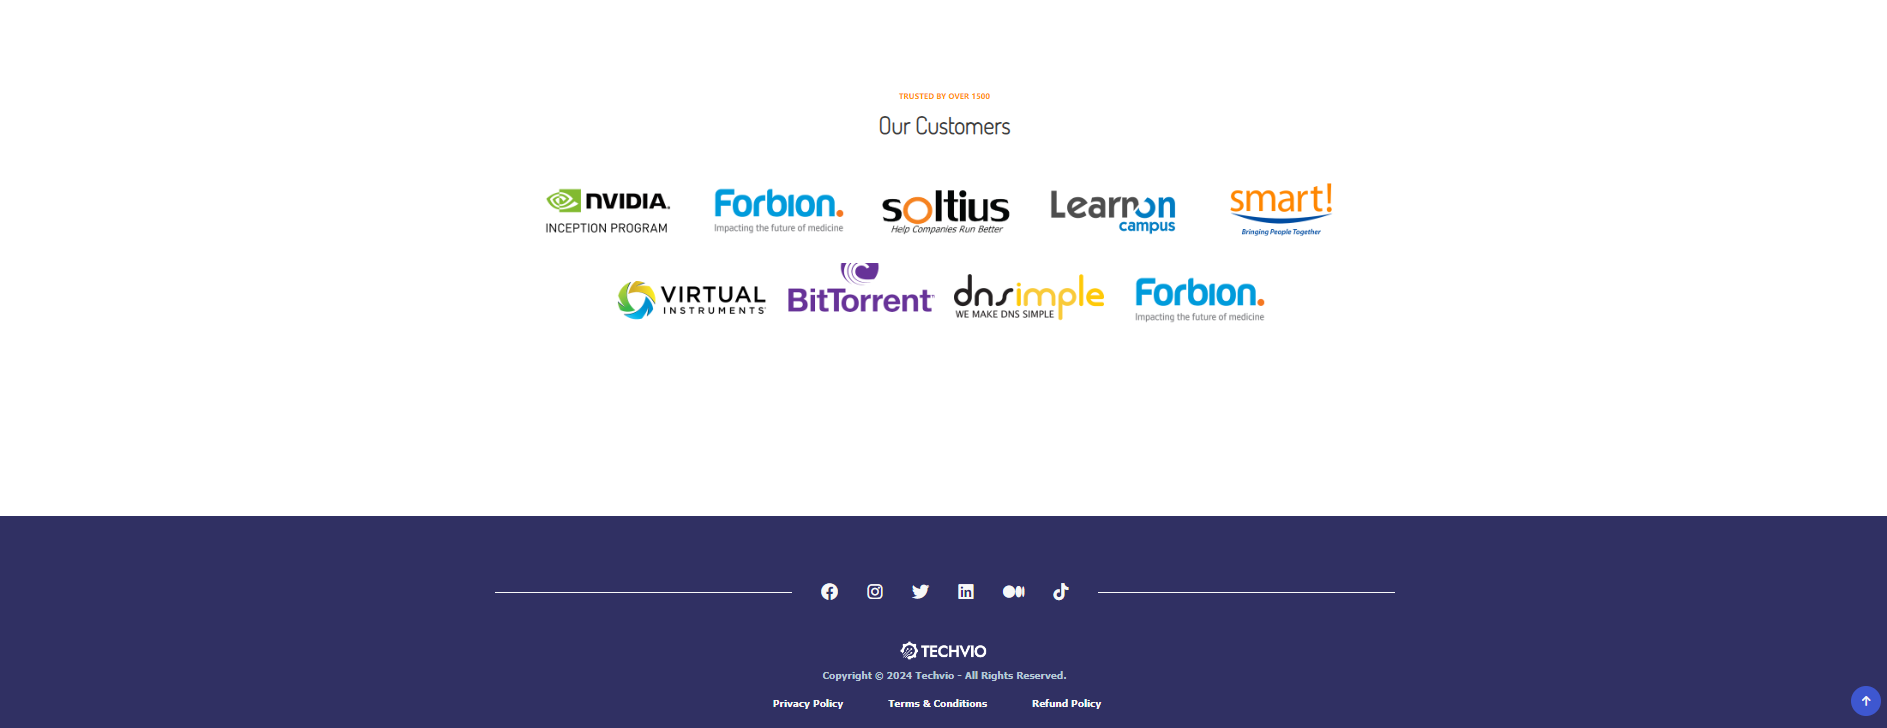 TRUSTED BY OVER 1500
Our Customers
NVIDIA.
INCEPTION PROGRAM
Forbion.
Impacting the future of medicine
soltius
Help Companies Run Better
Learnon
campus
smart!
Bringing People Together
VIRTUAL
INSTRUMENTS
BitTorrent
dnsimple
WE MAKE DNS SIMPLE
Forbion.
Impacting the future of medicine
TECHVIO
Copyright © 2024 Techvio - All Rights Reserved.
Privacy Policy
Terms & Conditions
Refund Policy